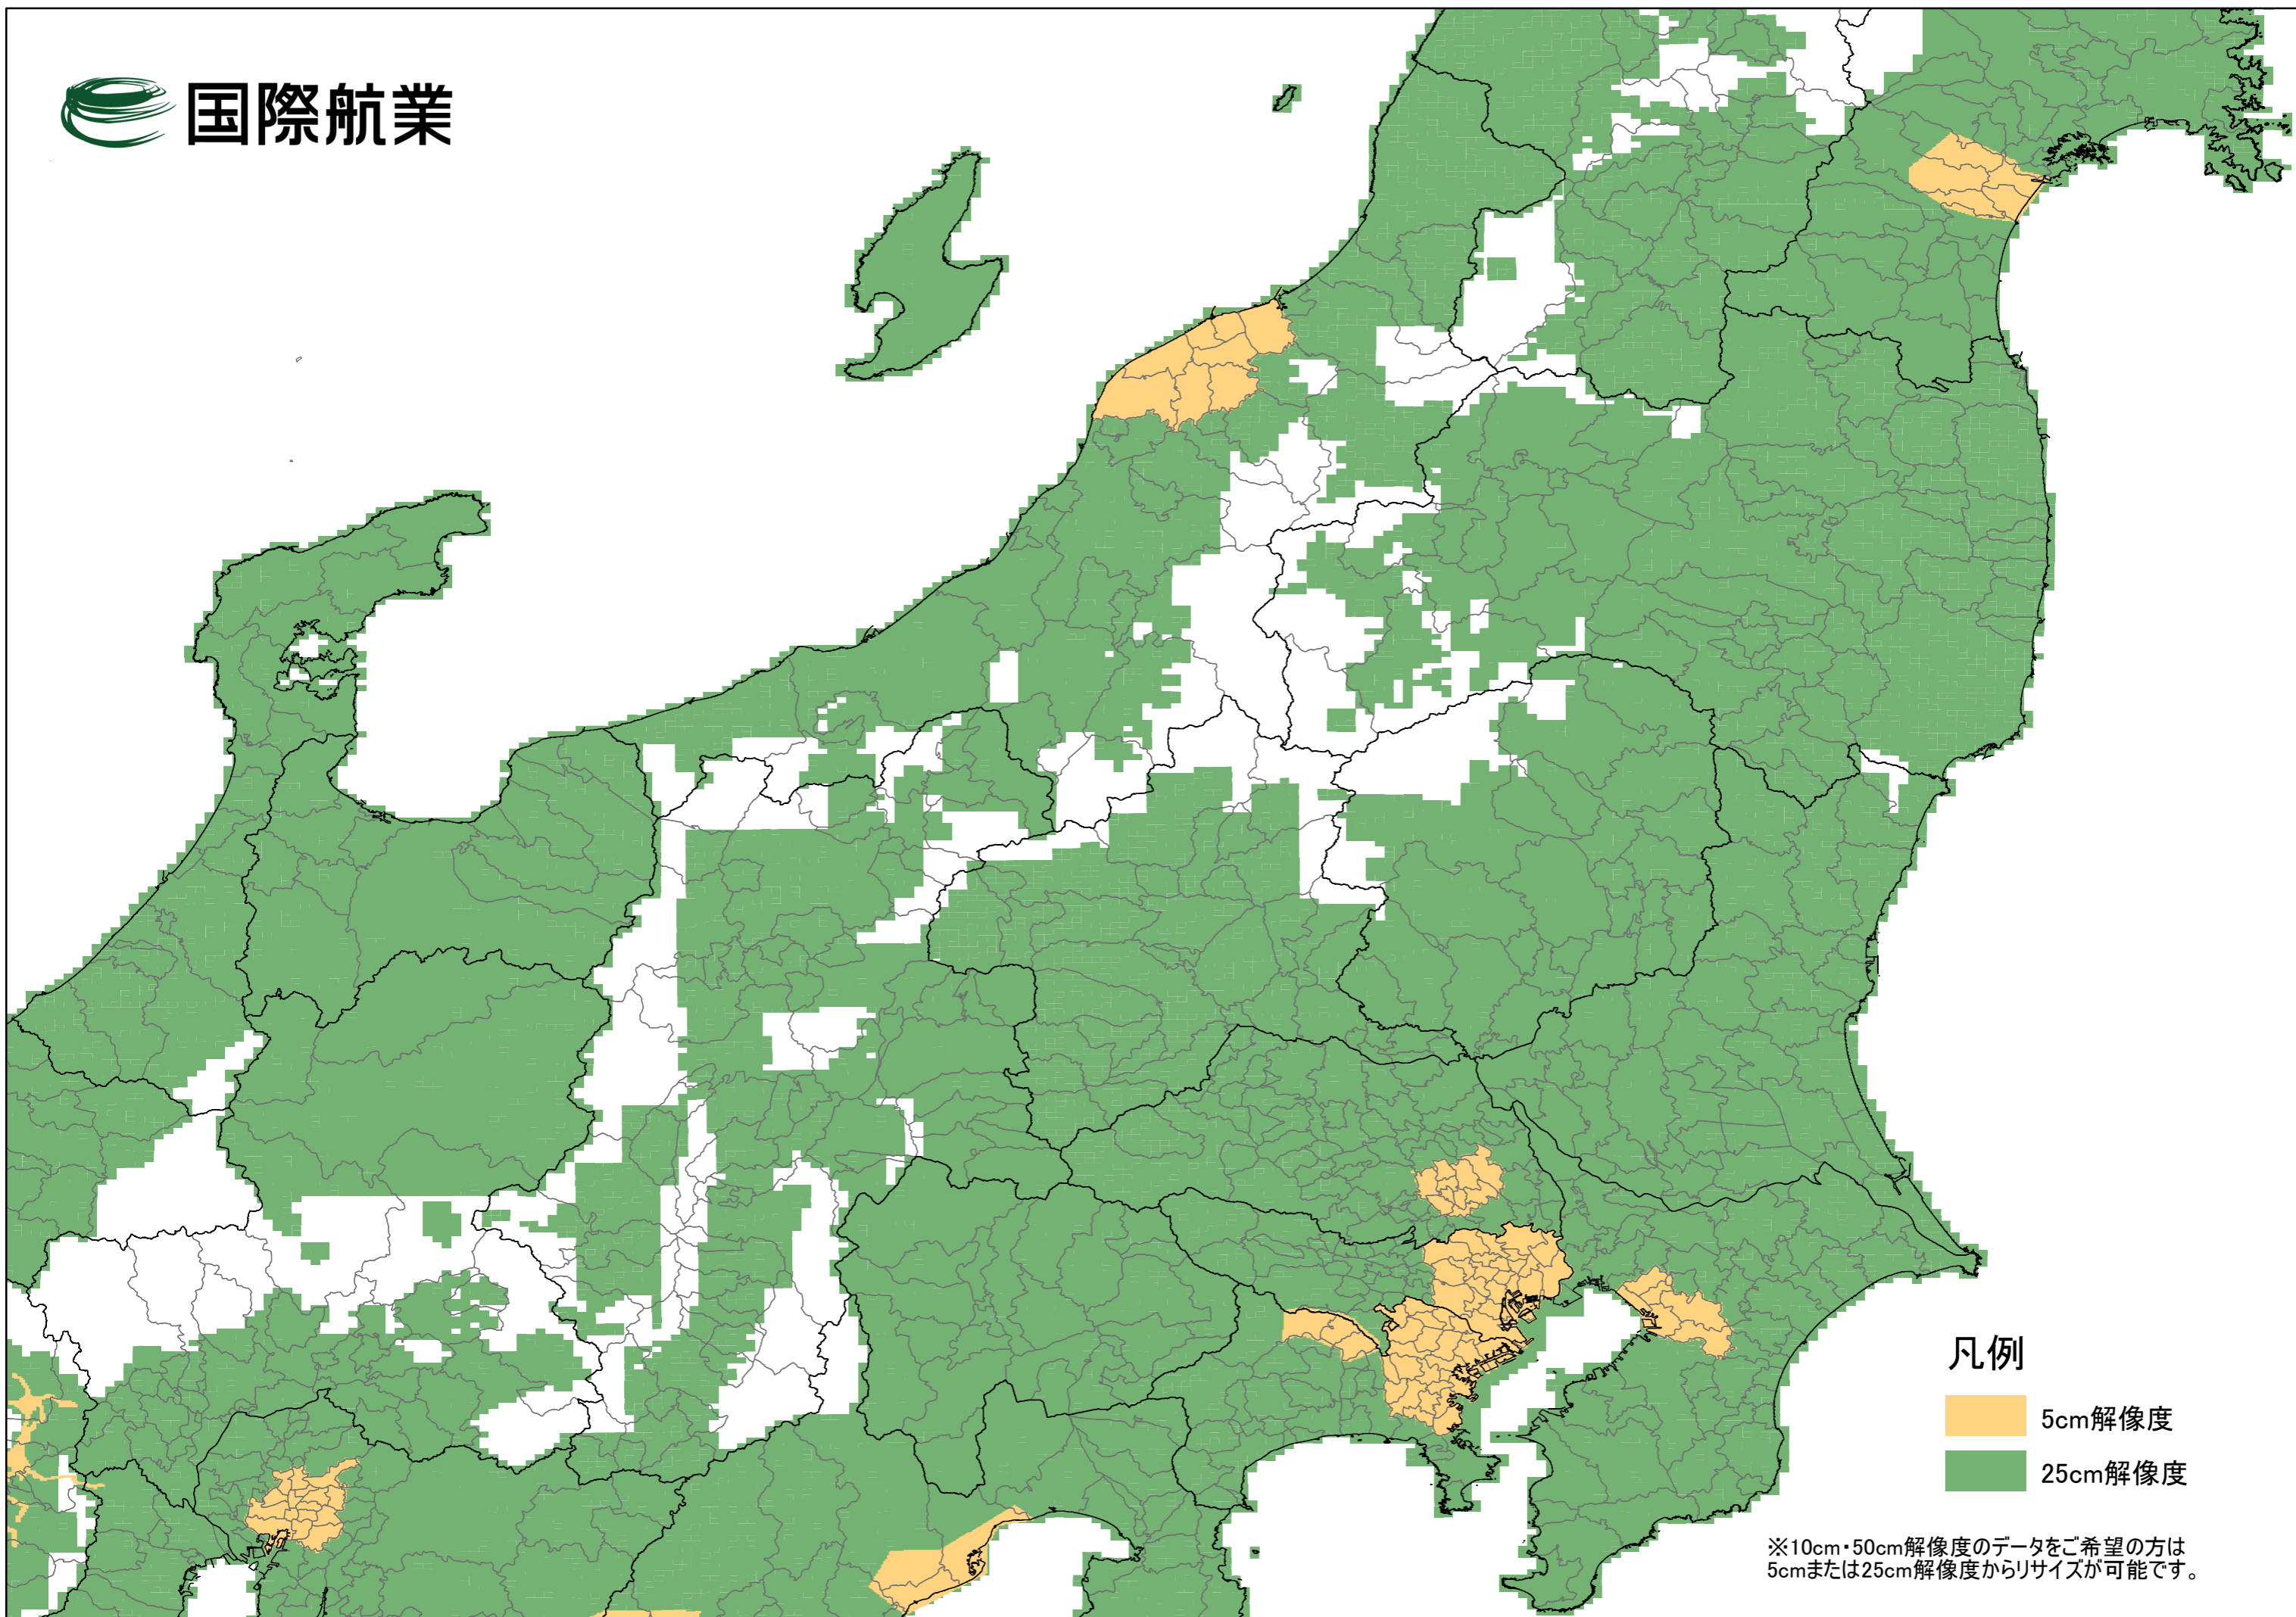 国際航業
凡例
5cm解像度
25cm解像度
※10cm・50cm解像度のデータをご希望の方は
5cmまたは25cm解像度からリサイズが可能です。